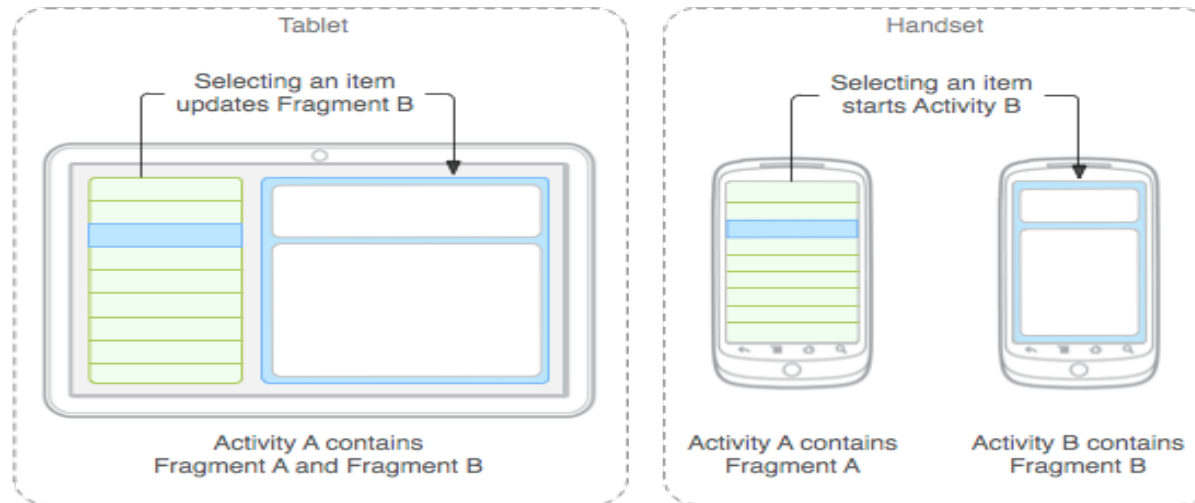 Tablet
Selecting an item
updates Fragment B
Activity A contains
Fragment A and Fragment B
Handset
Selecting an item
starts Activity B
Activity A contains
Fragment A
Activity B contains
Fragment B